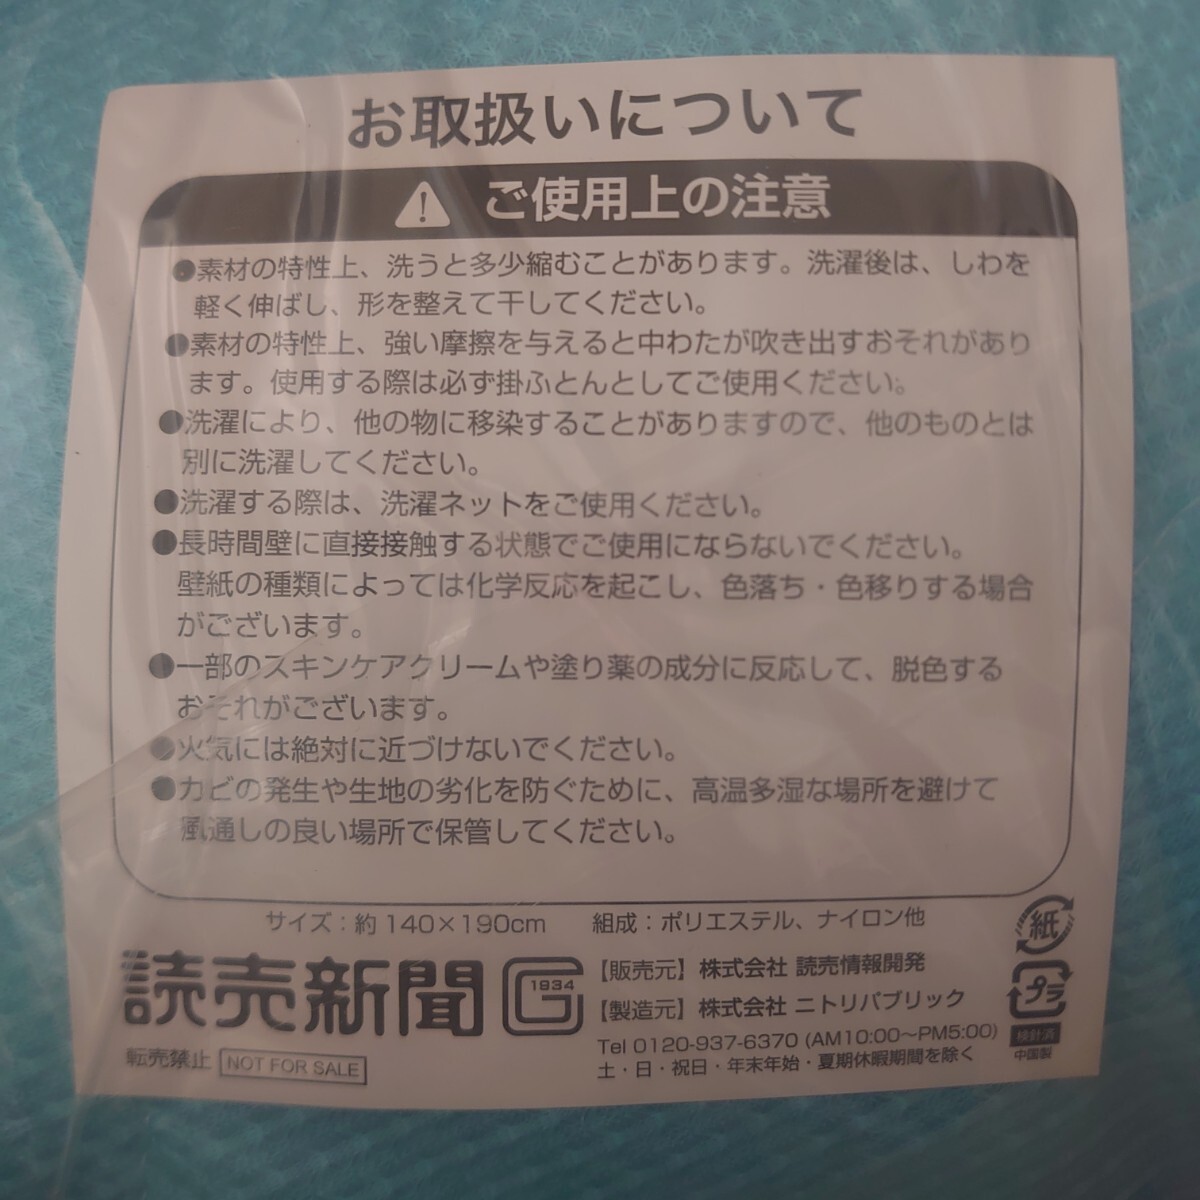 お取扱いについて
ご使用上の注意
●素材の特性上、洗うと多少縮むことがあります。洗濯後は、しわを
軽く伸ばし、形を整えて干してください。
●素材の特性上、強い摩擦を与えると中わたが吹き出すおそれがあり
ます。使用する際は必ず掛ふとんとしてご使用ください。
●洗濯により、他の物に移染することがありますので、他のものとは
別に洗濯してください。
●洗濯する際は、洗濯ネットをご使用ください。
●長時間壁に直接接触する状態でご使用にならないでください。
壁紙の種類によっては化学反応を起こし、色落ち・色移りする場合
がございます。
●一部のスキンケアクリームや塗り薬の成分に反応して、脱色する
おそれがございます。
●火気には絶対に近づけないでください。
●カビの発生や生地の劣化を防ぐために、高温多湿な場所を避けて
風通しの良い場所で保管してください。
サイズ：約140×190cm 組成：ポリエステル、ナイロン他
読売新聞 G 1934
転売禁止 NOT FOR SALE
【販売元】株式会社 読売情報開発
【製造元】株式会社 ニトリパブリック
Tel 0120-937-6370 (AM10:00～PM5:00)
土・日・祝日・年末年始・夏期休暇期間を除く
紙
プラ
検針済
中国製